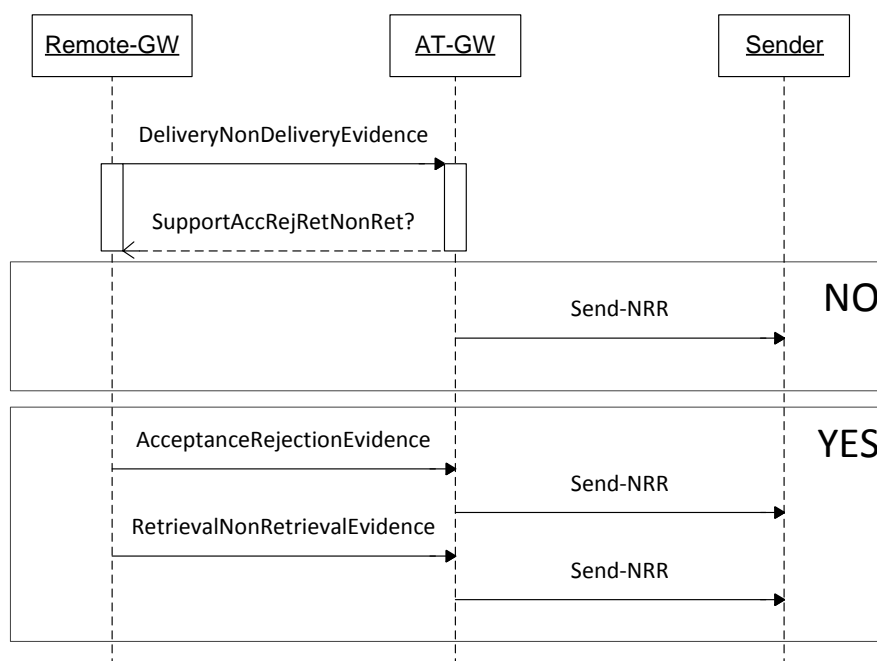 Remote-GW
AT-GW
Sender
DeliveryNonDeliveryEvidence
SupportAccRejRetNonRet?
NO
Send-NRR
YES
AcceptanceRejectionEvidence
Send-NRR
RetrievalNonRetrievalEvidence
Send-NRR